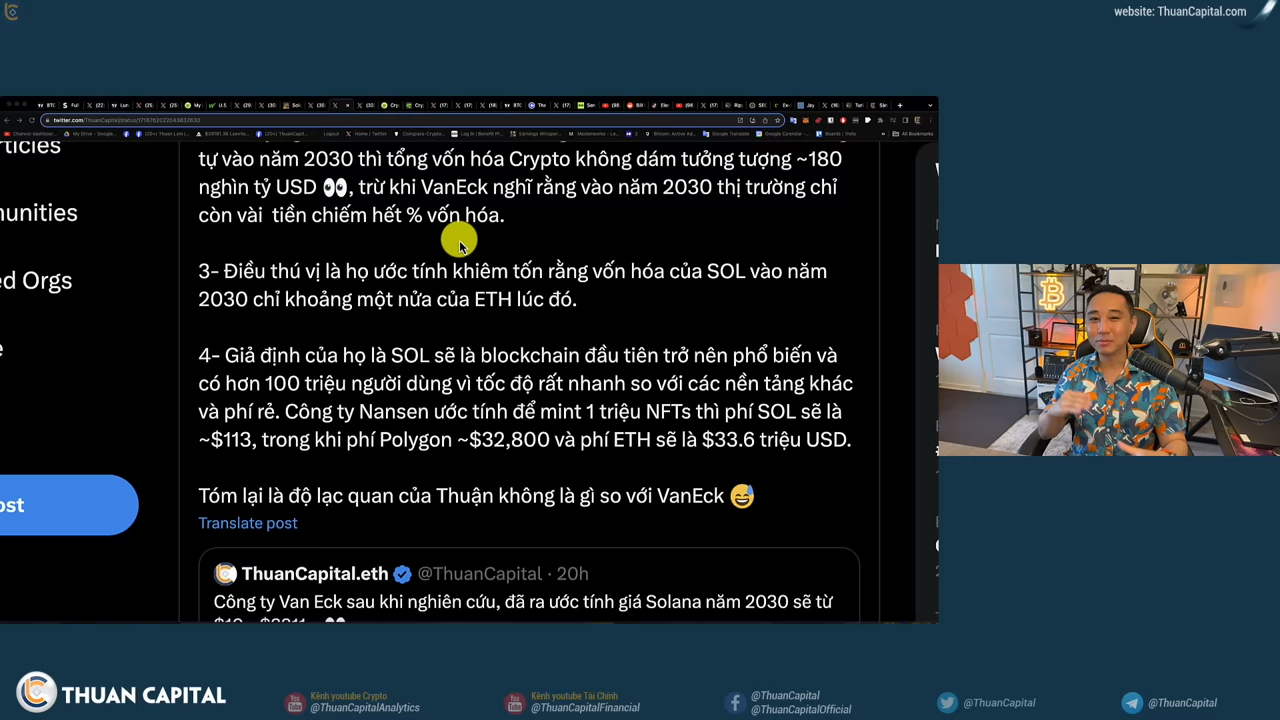 website: ThuanCapital.com
twitter.com/ThuanCapital/status/1718762022043832630
All Bookmarks
ticles
tự vào năm 2030 thì tổng vốn hóa Crypto không dám tưởng tượng ~180
nghìn tỷ USD 👀, trừ khi VanEck nghĩ rằng vào năm 2030 thị trường chỉ
nunities
còn vài tiền chiếm hết % vốn hóa.
d Orgs
3- Điều thú vị là họ ước tính khiêm tốn rằng vốn hóa của SOL vào năm
2030 chỉ khoảng một nửa của ETH lúc đó.
e
4- Giả định của họ là SOL sẽ là blockchain đầu tiên trở nên phổ biến và
có hơn 100 triệu người dùng vì tốc độ rất nhanh so với các nền tảng khác
và phí rẻ. Công ty Nansen ước tính để mint 1 triệu NFTs thì phí SOL sẽ là
~$113, trong khi phí Polygon ~$32,800 và phí ETH sẽ là $33.6 triệu USD.
ost
Tóm lại là độ lạc quan của Thuận không là gì so với VanEck 😅
Translate post
ThuanCapital.eth @ThuanCapital · 20h
Công ty Van Eck sau khi nghiên cứu, đã ra ước tính giá Solana năm 2030 sẽ từ
THUAN CAPITAL
Kênh youtube Crypto
@ThuanCapitalAnalytics
Kênh youtube Tài Chính
@ThuanCapitalFinancial
@ThuanCapital
@ThuanCapitalOfficial
@ThuanCapital
@ThuanCapital